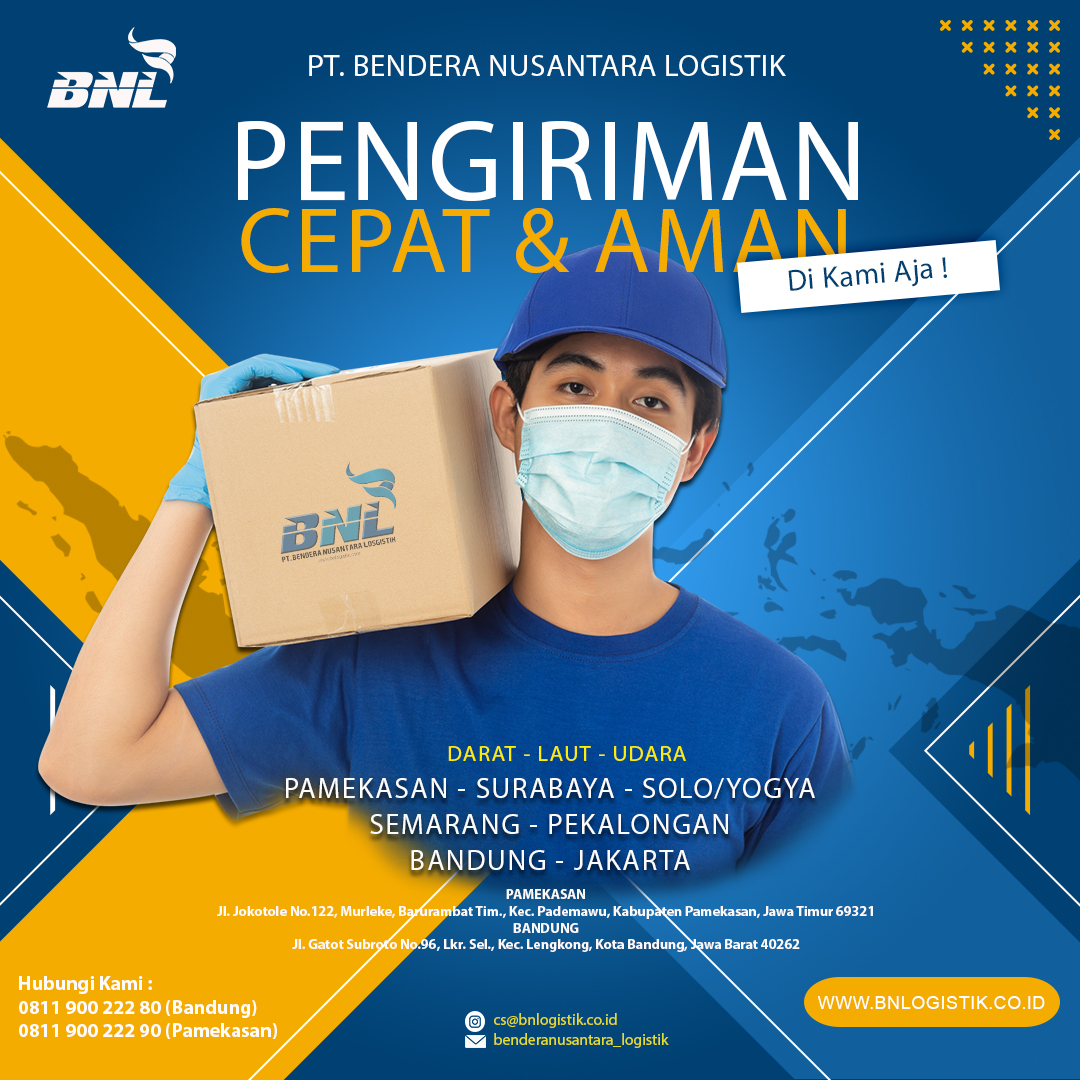 BNL
PT. BENDERA NUSANTARA LOGISTIK
PENGIRIMAN
CEPAT & AMAN
Di Kami Aja !
BNL
PT. BENDERA NUSANTARA LOSGISTIK
DARAT - LAUT - UDARA
PAMEKASAN - SURABAYA - SOLO/YOGYA
SEMARANG - PEKALONGAN
BANDUNG - JAKARTA
PAMEKASAN
Jl. Jokotole No.122, Murleke, Barurambat Tim., Kec. Pademawu, Kabupaten Pamekasan, Jawa Timur 69321
BANDUNG
Jl. Gatot Subroto No.96, Lkr. Sel., Kec. Lengkong, Kota Bandung, Jawa Barat 40262
Hubungi Kami :
0811 900 222 80 (Bandung)
0811 900 222 90 (Pamekasan)
cs@bnlogistik.co.id
benderanusantara_logistik
WWW.BNLOGISTIK.CO.ID